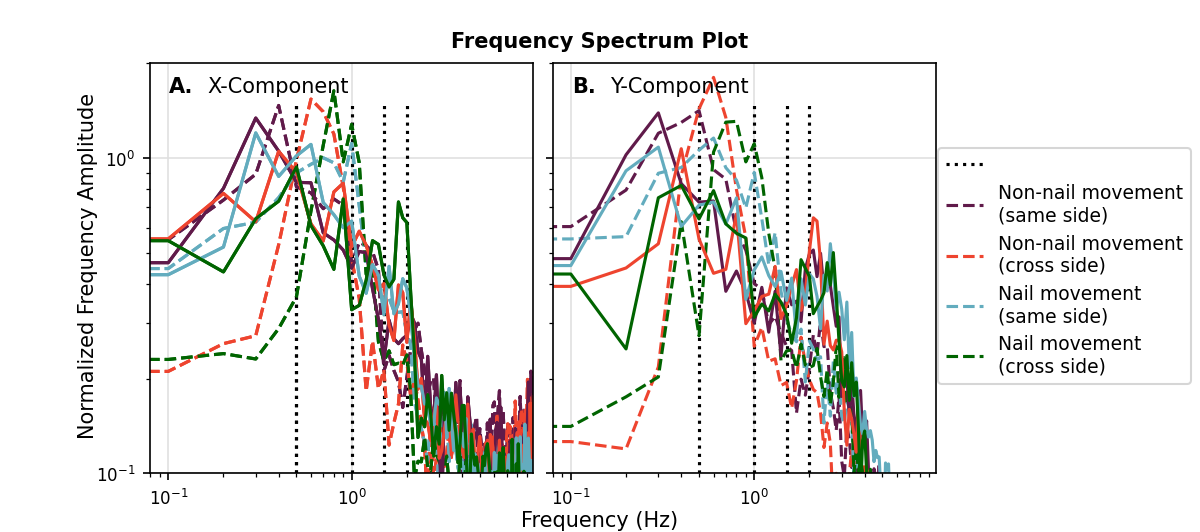 Frequency Spectrum Plot
A. X-Component
B. Y-Component
Normalized Frequency Amplitude
10⁰
10⁻¹
10⁻¹
10⁰
10⁻¹
10⁰
Frequency (Hz)
Non-nail movement
(same side)
Non-nail movement
(cross side)
Nail movement
(same side)
Nail movement
(cross side)